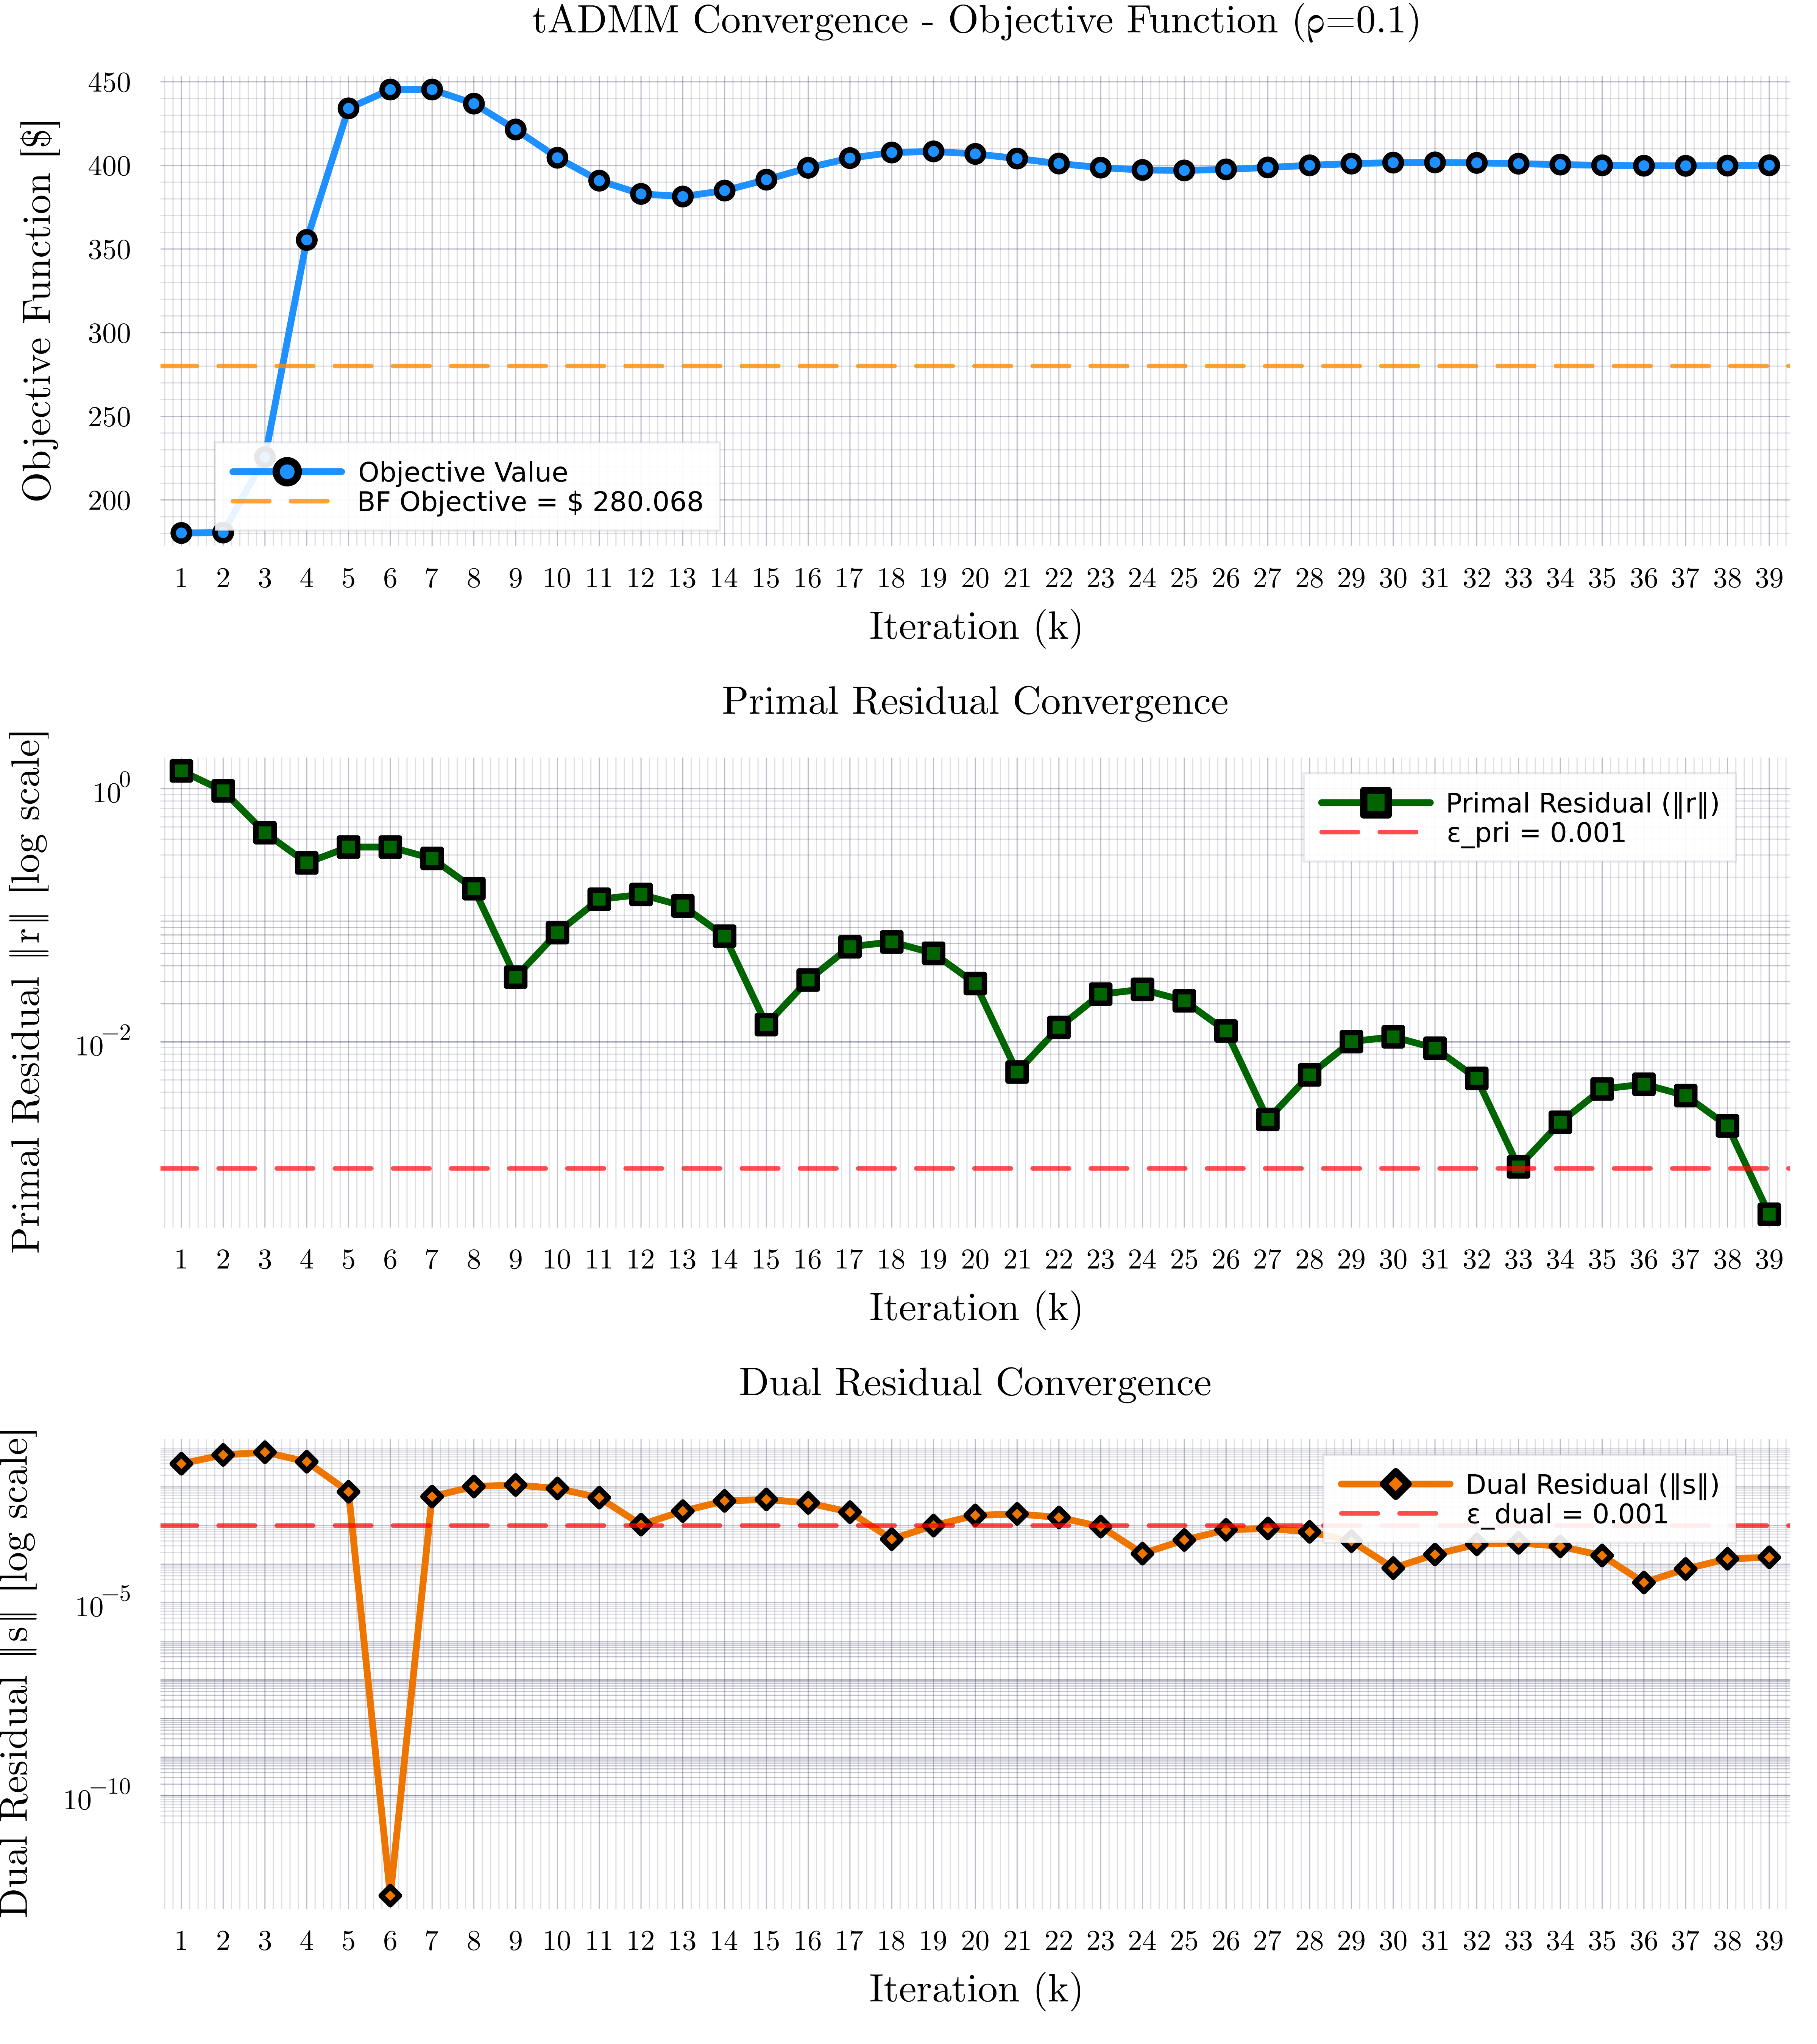 tADMM Convergence - Objective Function (ρ=0.1)
Objective Function [$]
450
400
350
300
250
200
Objective Value
BF Objective = $ 280.068
1 2 3 4 5 6 7 8 9 10 11 12 13 14 15 16 17 18 19 20 21 22 23 24 25 26 27 28 29 30 31 32 33 34 35 36 37 38 39
Iteration (k)
Primal Residual Convergence
Primal Residual ‖r‖ [log scale]
10⁰
10⁻²
Primal Residual (‖r‖)
ε_pri = 0.001
1 2 3 4 5 6 7 8 9 10 11 12 13 14 15 16 17 18 19 20 21 22 23 24 25 26 27 28 29 30 31 32 33 34 35 36 37 38 39
Iteration (k)
Dual Residual Convergence
Dual Residual ‖s‖ [log scale]
10⁻⁵
10⁻¹⁰
Dual Residual (‖s‖)
ε_dual = 0.001
1 2 3 4 5 6 7 8 9 10 11 12 13 14 15 16 17 18 19 20 21 22 23 24 25 26 27 28 29 30 31 32 33 34 35 36 37 38 39
Iteration (k)